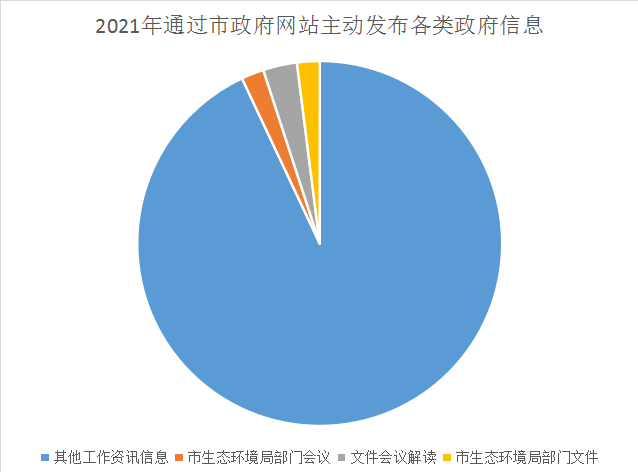 2021年通过市政府网站主动发布各类政府信息
其他工作资讯信息 市生态环境局部门会议 文件会议解读 市生态环境局部门文件